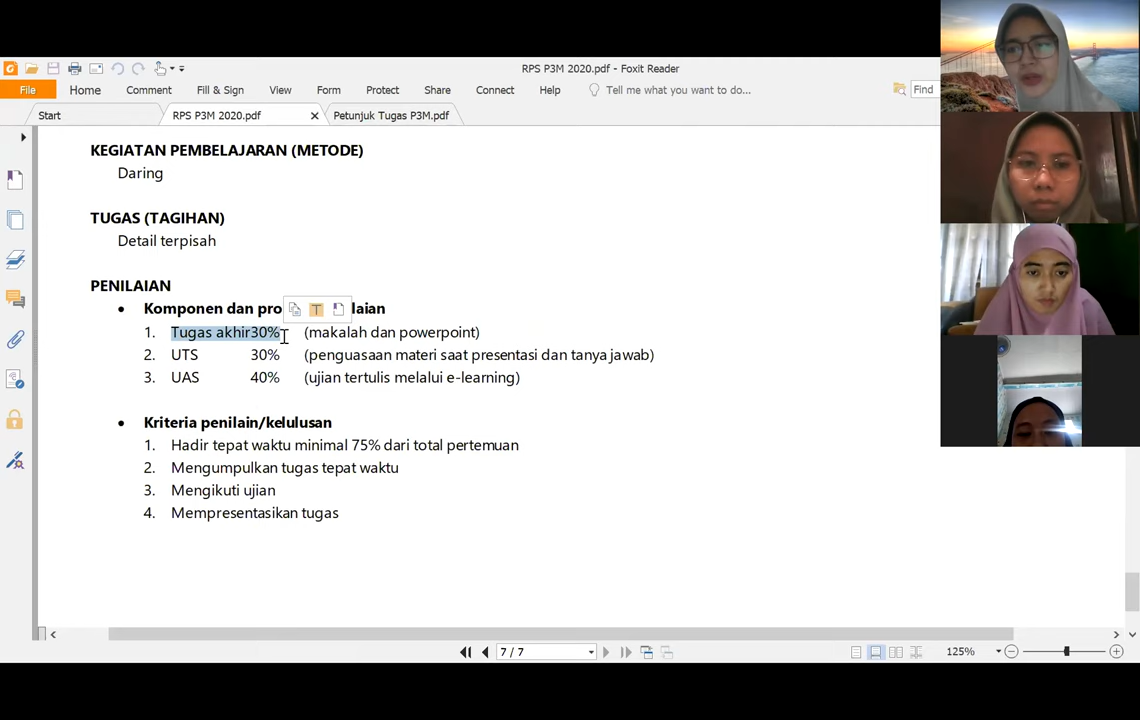 RPS P3M 2020.pdf - Foxit Reader
File Home Comment Fill & Sign View Form Protect Share Connect Help Tell me what you want to do... Find
Start RPS P3M 2020.pdf Petunjuk Tugas P3M.pdf
KEGIATAN PEMBELAJARAN (METODE)
Daring
TUGAS (TAGIHAN)
Detail terpisah
PENILAIAN
• Komponen dan pro laian
1. Tugas akhir30% (makalah dan powerpoint)
2. UTS 30% (penguasaan materi saat presentasi dan tanya jawab)
3. UAS 40% (ujian tertulis melalui e-learning)
• Kriteria penilain/kelulusan
1. Hadir tepat waktu minimal 75% dari total pertemuan
2. Mengumpulkan tugas tepat waktu
3. Mengikuti ujian
4. Mempresentasikan tugas
7 / 7 125%